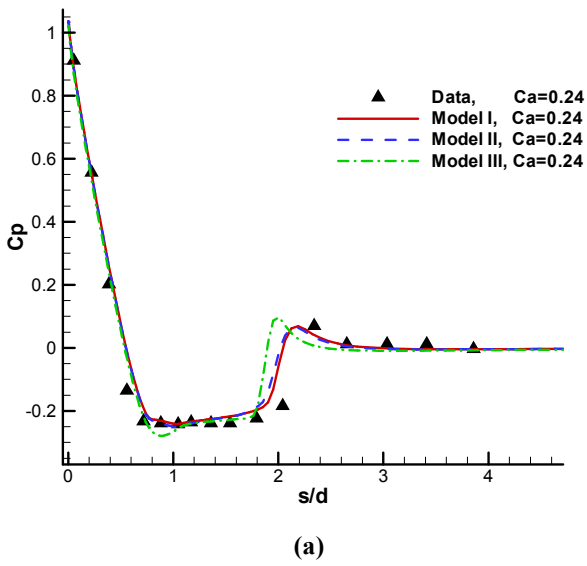 1
0.8
0.6
0.4
0.2
0
-0.2
Cp
Data, Ca=0.24
Model I, Ca=0.24
Model II, Ca=0.24
Model III, Ca=0.24
0 1 2 3 4
s/d
(a)